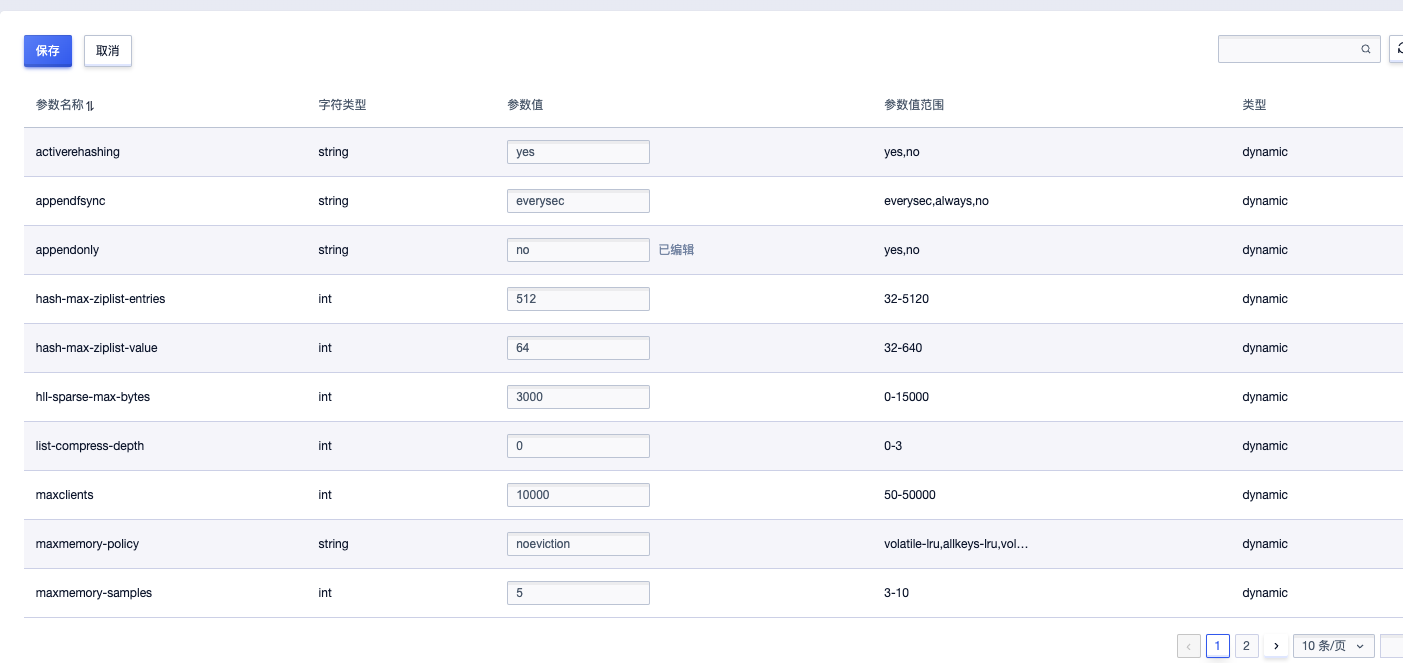 保存 取消
参数名称 字符类型 参数值 参数值范围 类型
activerehashing string yes yes,no dynamic
appendfsync string everysec everysec,always,no dynamic
appendonly string no 已编辑 yes,no dynamic
hash-max-ziplist-entries int 512 32-5120 dynamic
hash-max-ziplist-value int 64 32-640 dynamic
hll-sparse-max-bytes int 3000 0-15000 dynamic
list-compress-depth int 0 0-3 dynamic
maxclients int 10000 50-50000 dynamic
maxmemory-policy string noeviction volatile-lru,allkeys-lru,vol... dynamic
maxmemory-samples int 5 3-10 dynamic
1 2 10 条/页